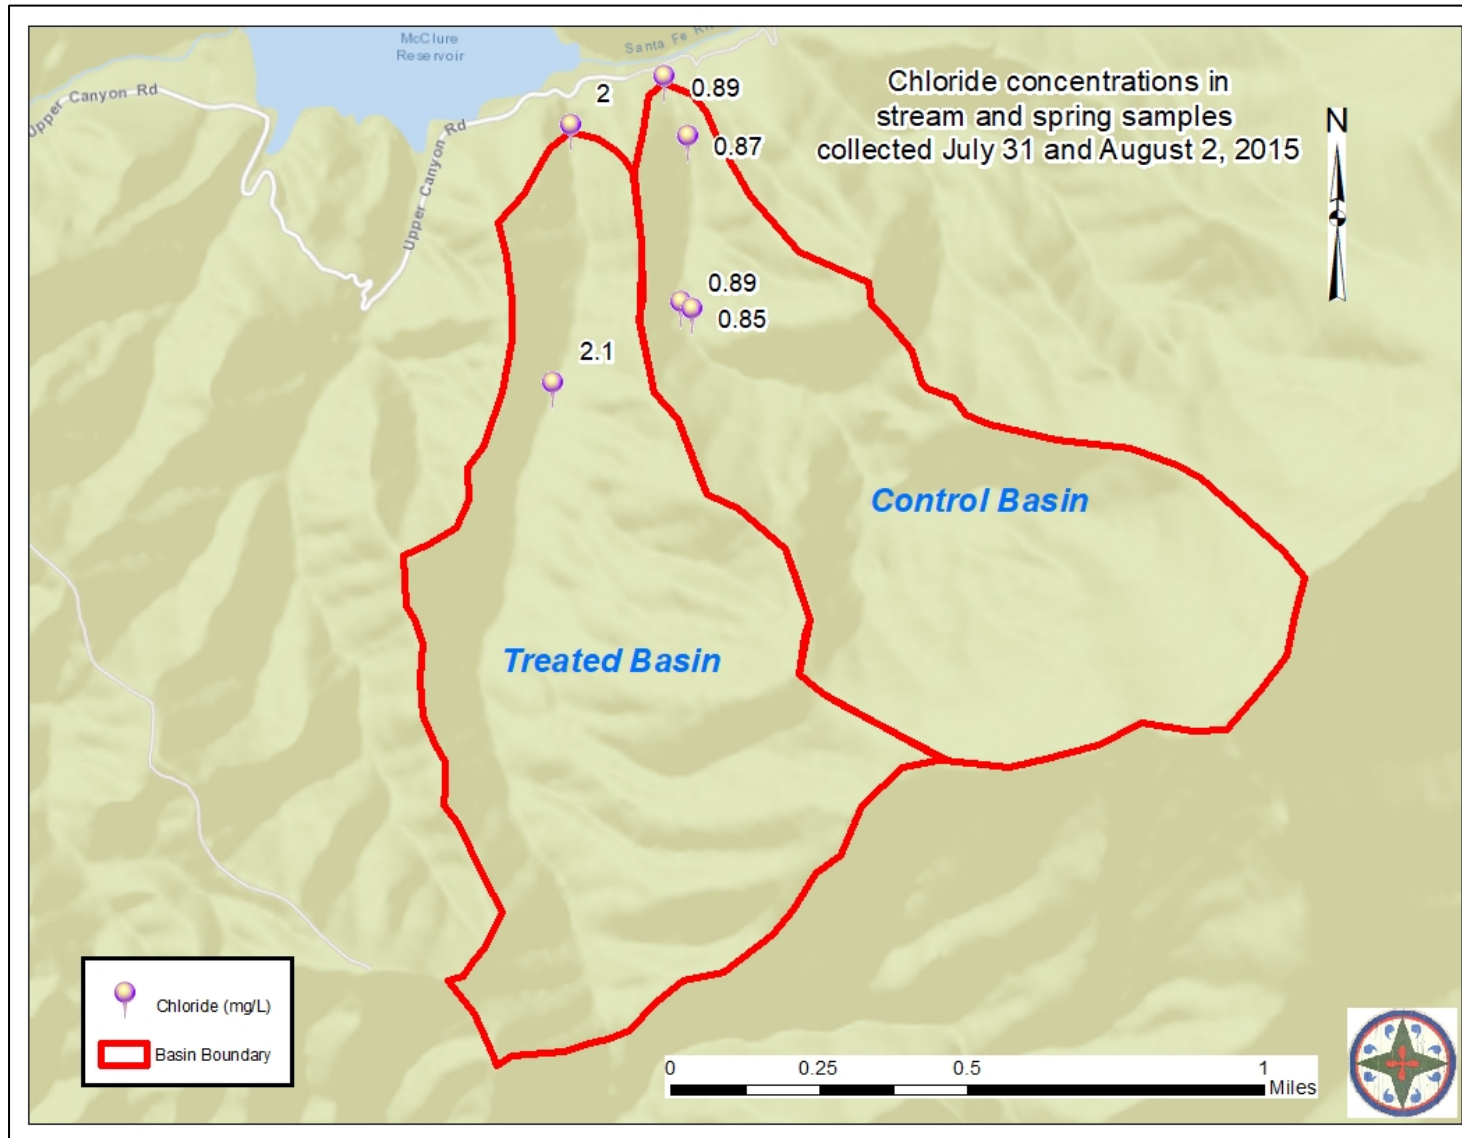 McClure
Reservoir
Santa Fe Ri
Upper Canyon Rd
Upper Canyon Rd
Chloride concentrations in
stream and spring samples
collected July 31 and August 2, 2015
N
2
0.89
0.87
0.89
0.85
2.1
Control Basin
Treated Basin
Chloride (mg/L)
Basin Boundary
0 0.25 0.5 1
Miles